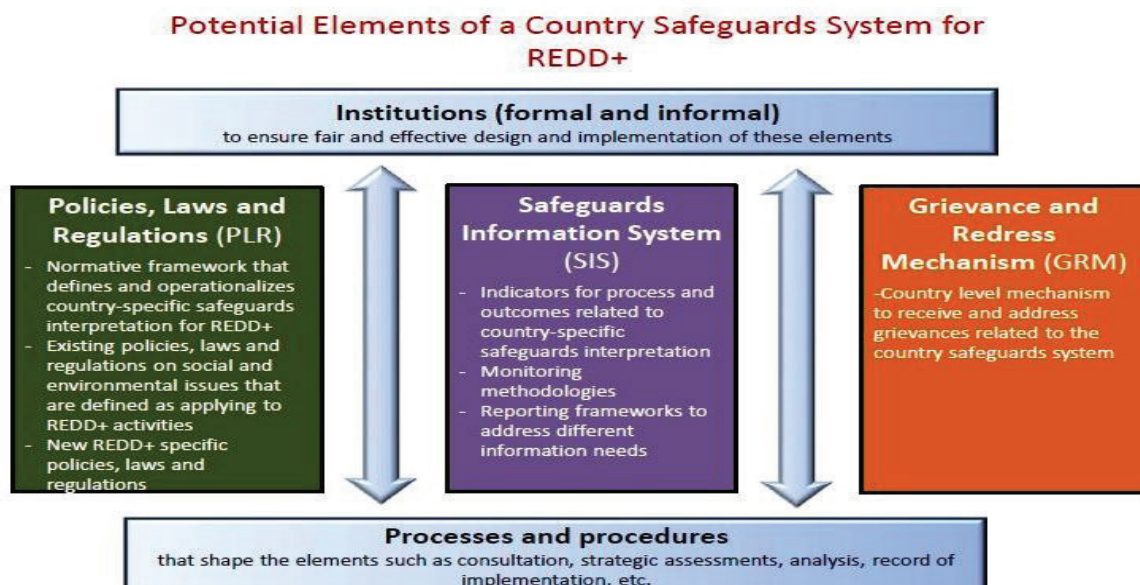 Potential Elements of a Country Safeguards System for
REDD+
Institutions (formal and informal)
to ensure fair and effective design and implementation of these elements
Policies, Laws and
Regulations (PLR)
- Normative framework that
defines and operationalizes
country-specific safeguards
interpretation for REDD+
- Existing policies, laws and
regulations on social and
environmental issues that
are defined as applying to
REDD+ activities
- New REDD+ specific
policies, laws and
regulations
Safeguards
Information System
(SIS)
- Indicators for process and
outcomes related to
country-specific
safeguards interpretation
- Monitoring
methodologies
- Reporting frameworks to
address different
information needs
Grievance and
Redress
Mechanism (GRM)
-Country level mechanism
to receive and address
grievances related to the
country safeguards system
Processes and procedures
that shape the elements such as consultation, strategic assessments, analysis, record of
implementation, etc.